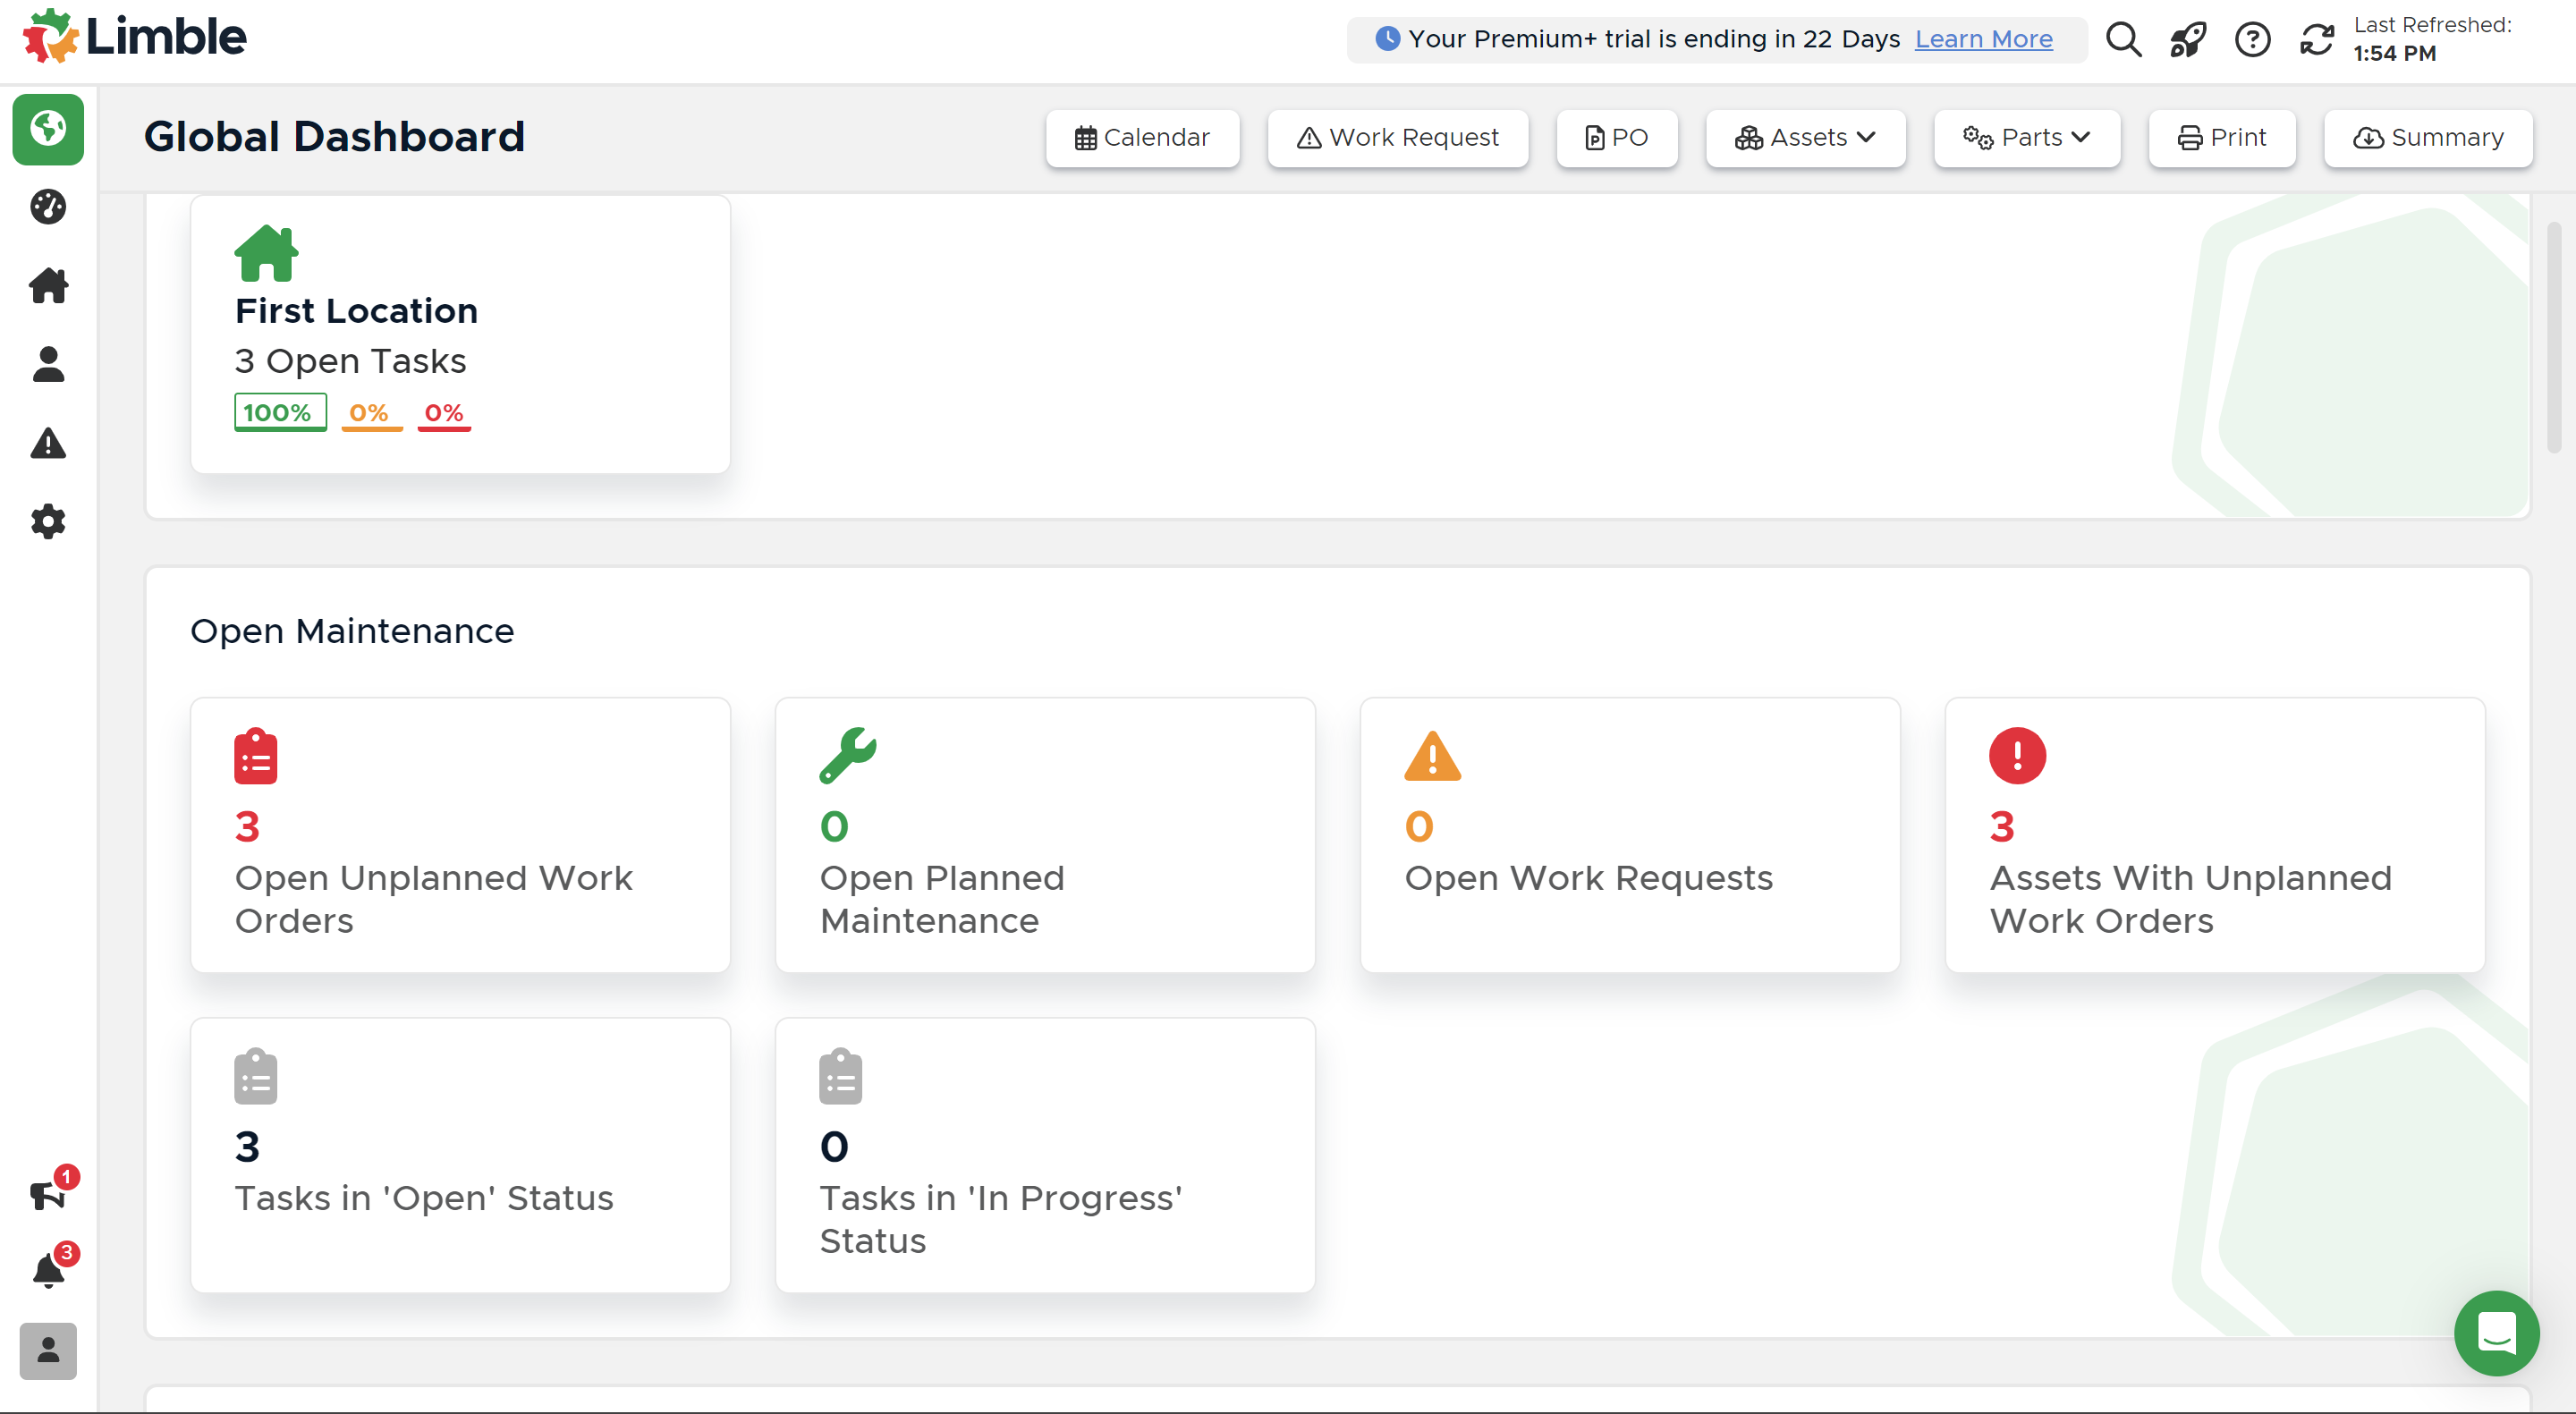 Limble
Your Premium+ trial is ending in 22 Days Learn More
Last Refreshed:
1:54 PM
Global Dashboard
Calendar
Work Request
PO
Assets
Parts
Print
Summary
First Location
3 Open Tasks
100% 0% 0%
Open Maintenance
3
Open Unplanned Work
Orders
0
Open Planned
Maintenance
0
Open Work Requests
3
Assets With Unplanned
Work Orders
3
Tasks in 'Open' Status
0
Tasks in 'In Progress'
Status
1
3